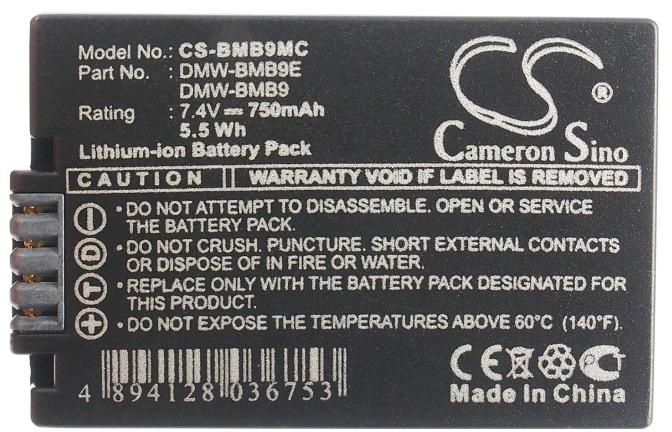 Model No.: CS-BMB9MC
Part No. : DMW-BMB9E
DMW-BMB9
Rating : 7.4V ⎓ 750mAh
5.5 Wh
Lithium-ion Battery Pack
CS ®
Cameron Sino
CAUTION WARRANTY VOID IF LABEL IS REMOVED
• DO NOT ATTEMPT TO DISASSEMBLE. OPEN OR SERVICE
THE BATTERY PACK.
• DO NOT CRUSH. PUNCTURE. SHORT EXTERNAL CONTACTS
OR DISPOSE OF IN FIRE OR WATER.
• REPLACE ONLY WITH THE BATTERY PACK DESIGNATED FOR
THIS PRODUCT.
• DO NOT EXPOSE THE TEMPERATURES ABOVE 60°C (140°F).
− D T +
4 894128 036753
CE
Made In China